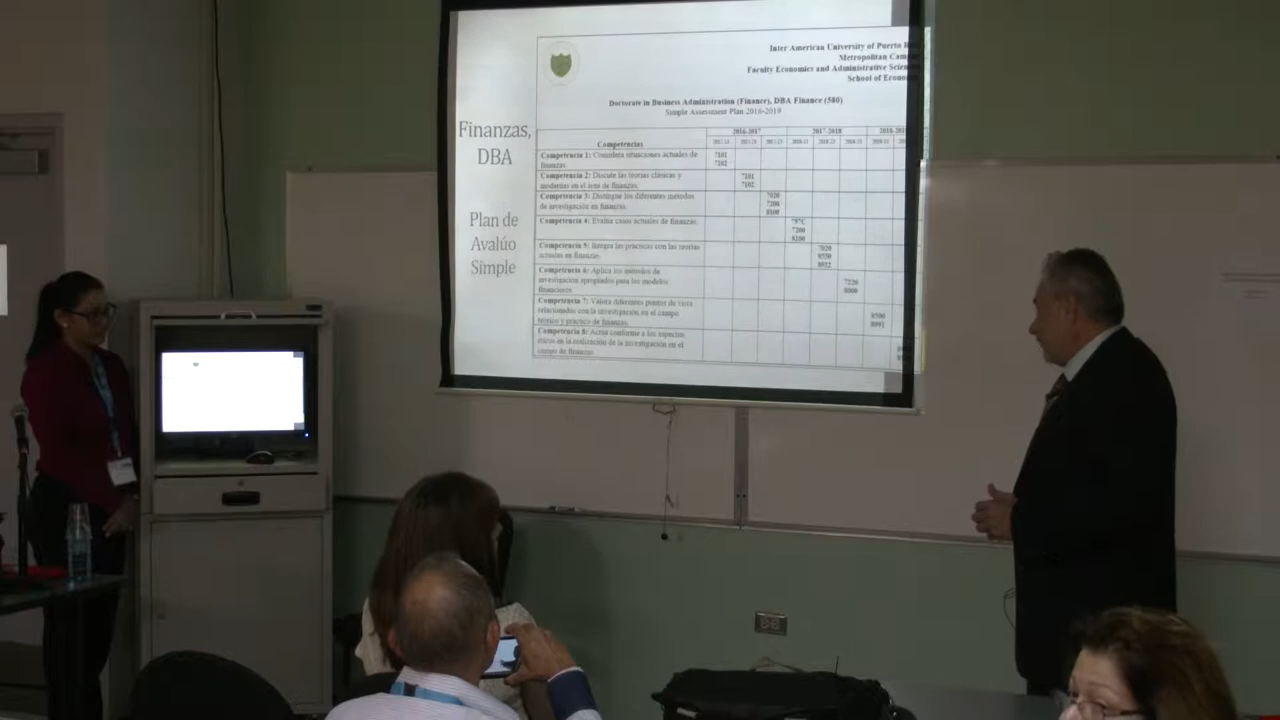 Finanzas,
DBA
Plan de
Avalúo
Simple
Inter American University of Puerto
Metropolitan
Faculty Economics and Administrative
School of
Doctorate in Business Administration (Finance), DBA Finance (580)
Simple Assessment Plan 2016-2019
Competencias
2016-2017
2017-2018
Competencia 1: Considera situaciones actuales de
finanzas
7101
7102
Competencia 2: Discute las teorías clásicas y
modernas en el área de finanzas.
7101
7102
Competencia 3: Distingue los diferentes métodos
de investigación en finanzas.
7020
7200
8100
Competencia 4: Evalúa casos actuales de finanzas.
797C
7200
8100
Competencia 5: Integra las prácticas con las teorías
actuales en finanzas.
7020
8550
Competencia 6: Aplica los métodos de
investigación apropiados para los modelos
financieros.
7220
Competencia 7: Valora diferentes puntos de vista
relacionados con la investigación en el campo
teórico y práctico de finanzas.
Competencia 8: Actúa conforme a los aspectos
éticos en la realización de la investigación en el
campo de finanzas.